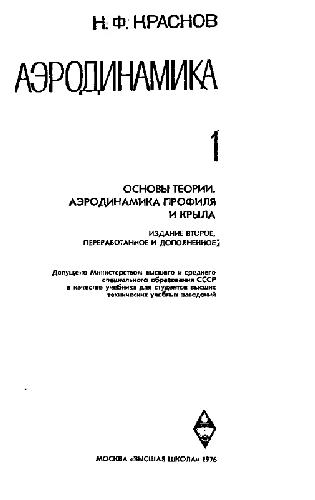 Н. Ф. КРАСНОВ
АЭРОДИНАМИКА
1
ОСНОВЫ ТЕОРИИ.
АЭРОДИНАМИКА ПРОФИЛЯ
И КРЫЛА
ИЗДАНИЕ ВТОРОЕ,
ПЕРЕРАБОТАННОЕ И ДОПОЛНЕННОЕ
Допущено Министерством высшего и среднего
специального образования СССР
в качестве учебника для студентов высших
технических учебных заведений
МОСКВА «ВЫСШАЯ ШКОЛА» 1976